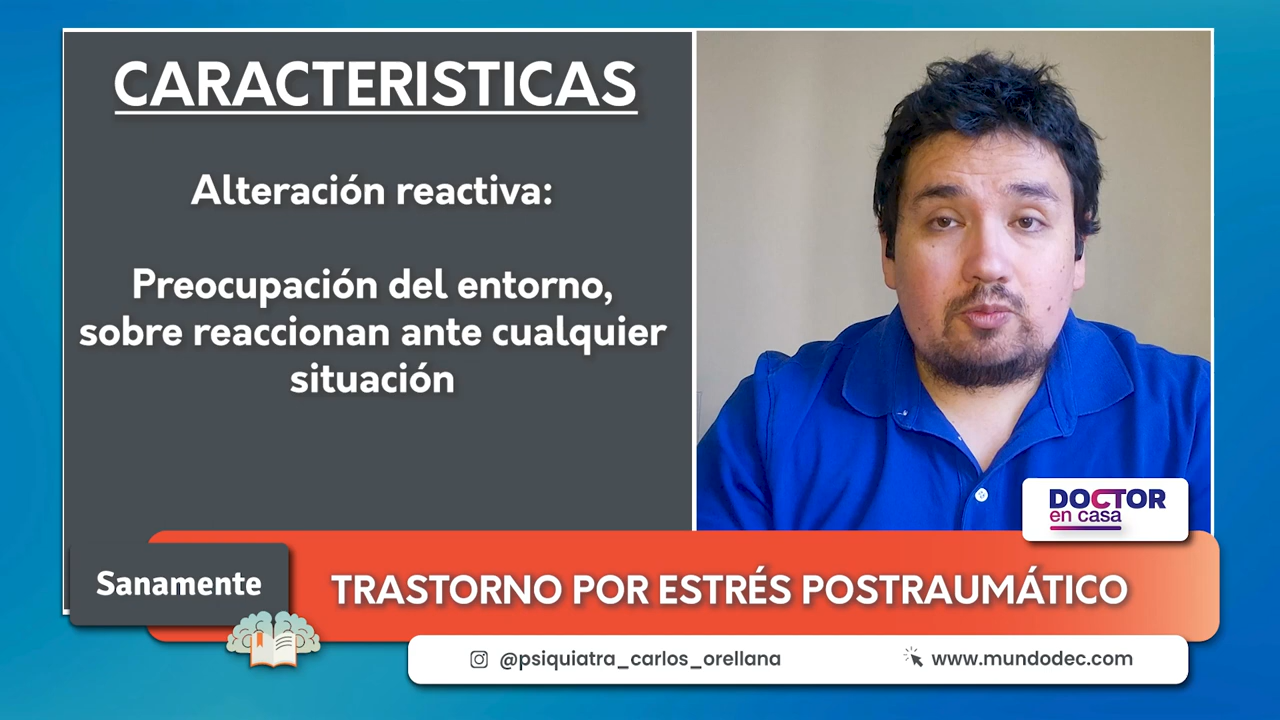 CARACTERISTICAS
Alteración reactiva:
Preocupación del entorno,
sobre reaccionan ante cualquier
situación
DOCTOR
en casa
Sanamente
TRASTORNO POR ESTRÉS POSTRAUMÁTICO
@psiquiatra_carlos_orellana
www.mundodec.com